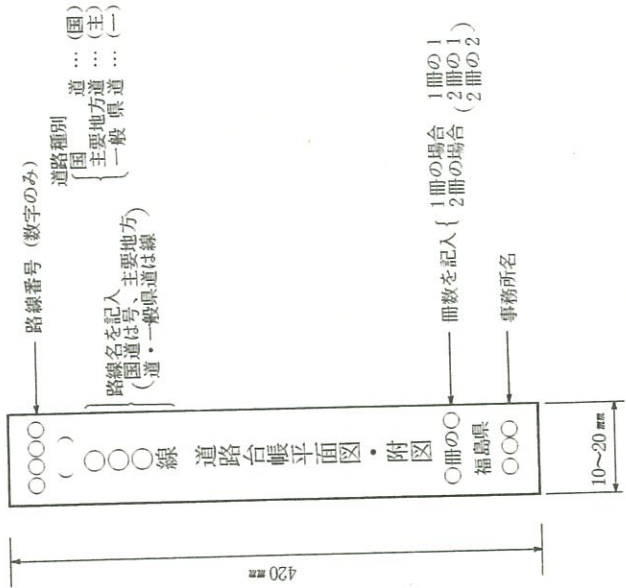 ○○○○
( )
○○○線
道路台帳平面図・附図
○冊の○
福島県
○○○
路線番号（数字のみ）
道路種別
国 道 … (国)
主要地方道 … (主)
一般県道 … (一)
路線名を記入
国道は号、主要地方
道・一般県道は線
冊数を記入 { 1冊の場合 1冊の1
2冊の場合 (2冊の1
2冊の2)
事務所名
420㎜
10〜20㎜